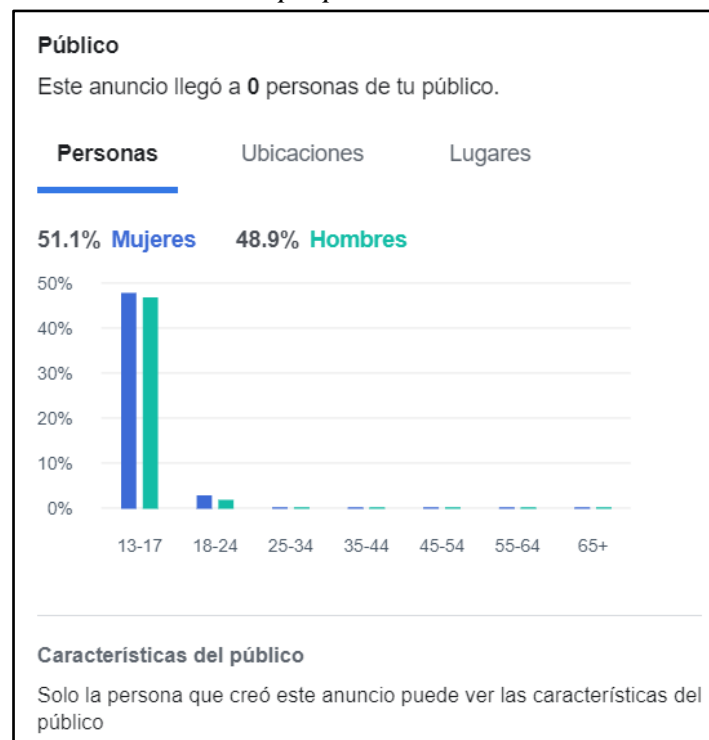 Público
Este anuncio llegó a 0 personas de tu público.
Personas Ubicaciones Lugares
51.1% Mujeres 48.9% Hombres
50%
40%
30%
20%
10%
0%
13-17 18-24 25-34 35-44 45-54 55-64 65+
Características del público
Solo la persona que creó este anuncio puede ver las características del
público